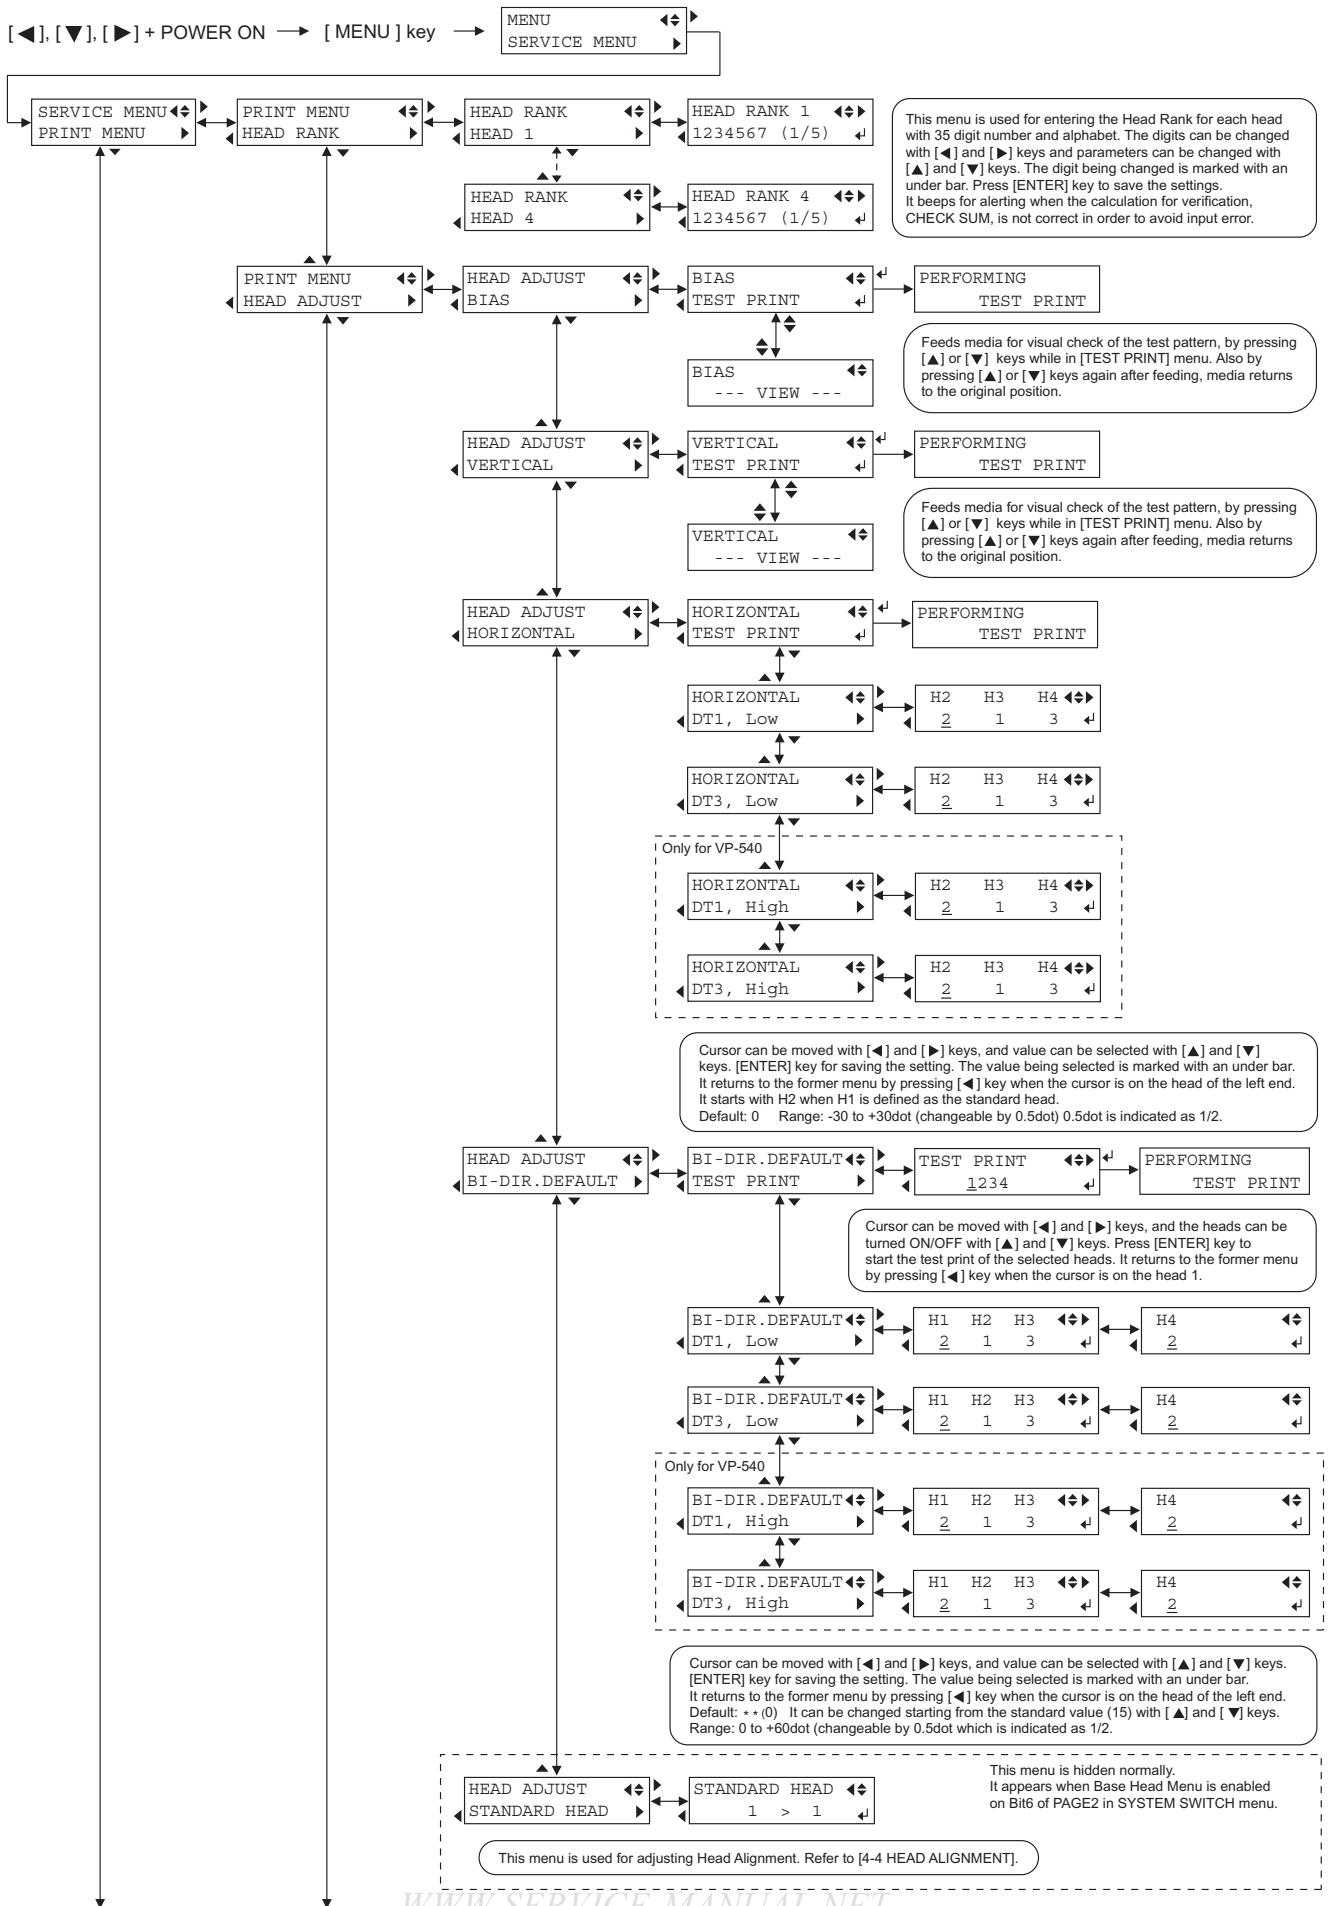 [◀], [▼], [▶] + POWER ON → [ MENU ] key →
MENU
SERVICE MENU
SERVICE MENU
PRINT MENU
PRINT MENU
HEAD RANK
HEAD RANK
HEAD 1
HEAD RANK 1
1234567 (1/5)
HEAD RANK
HEAD 4
HEAD RANK 4
1234567 (1/5)
This menu is used for entering the Head Rank for each head
with 35 digit number and alphabet. The digits can be changed
with [◀] and [▶] keys and parameters can be changed with
[▲] and [▼] keys. The digit being changed is marked with an
under bar. Press [ENTER] key to save the settings.
It beeps for alerting when the calculation for verification,
CHECK SUM, is not correct in order to avoid input error.
PRINT MENU
HEAD ADJUST
HEAD ADJUST
BIAS
BIAS
TEST PRINT
PERFORMING
TEST PRINT
BIAS
--- VIEW ---
Feeds media for visual check of the test pattern, by pressing
[▲] or [▼] keys while in [TEST PRINT] menu. Also by
pressing [▲] or [▼] keys again after feeding, media returns
to the original position.
HEAD ADJUST
VERTICAL
VERTICAL
TEST PRINT
PERFORMING
TEST PRINT
VERTICAL
--- VIEW ---
Feeds media for visual check of the test pattern, by pressing
[▲] or [▼] keys while in [TEST PRINT] menu. Also by
pressing [▲] or [▼] keys again after feeding, media returns
to the original position.
HEAD ADJUST
HORIZONTAL
HORIZONTAL
TEST PRINT
PERFORMING
TEST PRINT
HORIZONTAL
DT1, Low
H2 H3 H4
2 1 3
HORIZONTAL
DT3, Low
H2 H3 H4
2 1 3
Only for VP-540
HORIZONTAL
DT1, High
H2 H3 H4
2 1 3
HORIZONTAL
DT3, High
H2 H3 H4
2 1 3
Cursor can be moved with [◀] and [▶] keys, and value can be selected with [▲] and [▼]
keys. [ENTER] key for saving the setting. The value being selected is marked with an under bar.
It returns to the former menu by pressing [◀] key when the cursor is on the head of the left end.
It starts with H2 when H1 is defined as the standard head.
Default: 0 Range: -30 to +30dot (changeable by 0.5dot) 0.5dot is indicated as 1/2.
HEAD ADJUST
BI-DIR.DEFAULT
BI-DIR.DEFAULT
TEST PRINT
TEST PRINT
1234
PERFORMING
TEST PRINT
Cursor can be moved with [◀] and [▶] keys, and the heads can be
turned ON/OFF with [▲] and [▼] keys. Press [ENTER] key to
start the test print of the selected heads. It returns to the former menu
by pressing [◀] key when the cursor is on the head 1.
BI-DIR.DEFAULT
DT1, Low
H1 H2 H3
2 1 3
H4
2
BI-DIR.DEFAULT
DT3, Low
H1 H2 H3
2 1 3
H4
2
Only for VP-540
BI-DIR.DEFAULT
DT1, High
H1 H2 H3
2 1 3
H4
2
BI-DIR.DEFAULT
DT3, High
H1 H2 H3
2 1 3
H4
2
Cursor can be moved with [◀] and [▶] keys, and value can be selected with [▲] and [▼] keys.
[ENTER] key for saving the setting. The value being selected is marked with an under bar.
It returns to the former menu by pressing [◀] key when the cursor is on the head of the left end.
Default: **(0) It can be changed starting from the standard value (15) with [▲] and [▼] keys.
Range: 0 to +60dot (changeable by 0.5dot which is indicated as 1/2.
HEAD ADJUST
STANDARD HEAD
STANDARD HEAD
1 > 1
This menu is hidden normally.
It appears when Base Head Menu is enabled
on Bit6 of PAGE2 in SYSTEM SWITCH menu.
This menu is used for adjusting Head Alignment. Refer to [4-4 HEAD ALIGNMENT].
WWW.SERVICE-MANUAL.NET